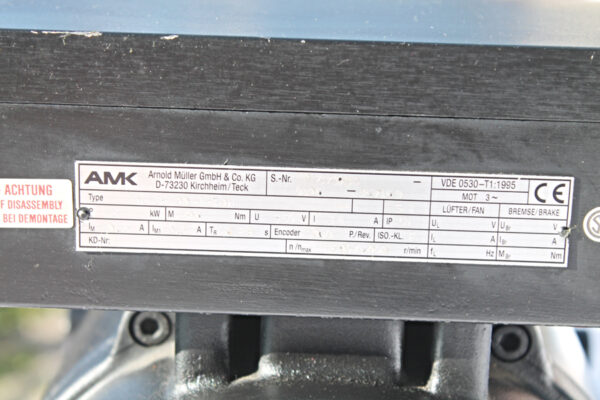 ACHTUNG
F DISASSEMBLY
BEI DEMONTAGE
AMK
Arnold Müller GmbH & Co. KG
D-73230 Kirchheim/Teck
S.-Nr. – –
VDE 0530–T1:1995
CE
Type
MOT 3~
kW M Nm U V I A IP
LÜFTER/FAN BREMSE/BRAKE
UL V UBr V
IM A IM1 A TR s Encoder P./Rev. ISO.-KL.
IL A IBr A
KD-Nr. n/nmax r/min
fL Hz MBr Nm